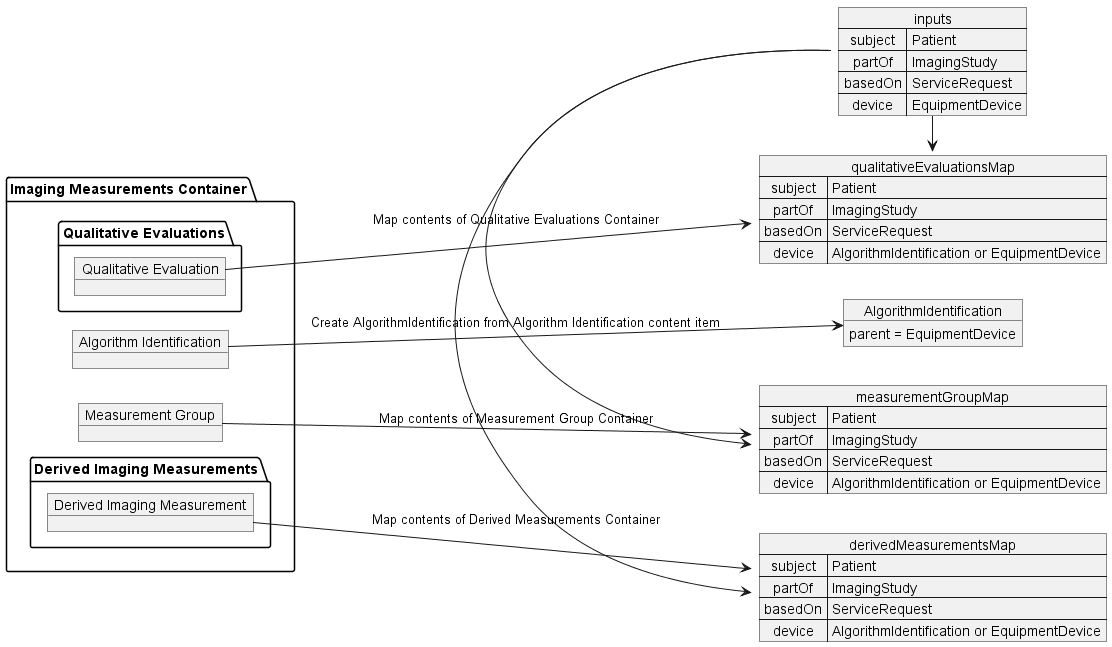 inputs
subject Patient
partOf ImagingStudy
basedOn ServiceRequest
device EquipmentDevice
Imaging Measurements Container
Qualitative Evaluations
Qualitative Evaluation
Algorithm Identification
Measurement Group
Derived Imaging Measurements
Derived Imaging Measurement
Map contents of Qualitative Evaluations Container
Create AlgorithmIdentification from Algorithm Identification content item
Map contents of Measurement Group Container
Map contents of Derived Measurements Container
qualitativeEvaluationsMap
subject Patient
partOf ImagingStudy
basedOn ServiceRequest
device AlgorithmIdentification or EquipmentDevice
AlgorithmIdentification
parent = EquipmentDevice
measurementGroupMap
subject Patient
partOf ImagingStudy
basedOn ServiceRequest
device AlgorithmIdentification or EquipmentDevice
derivedMeasurementsMap
subject Patient
partOf ImagingStudy
basedOn ServiceRequest
device AlgorithmIdentification or EquipmentDevice